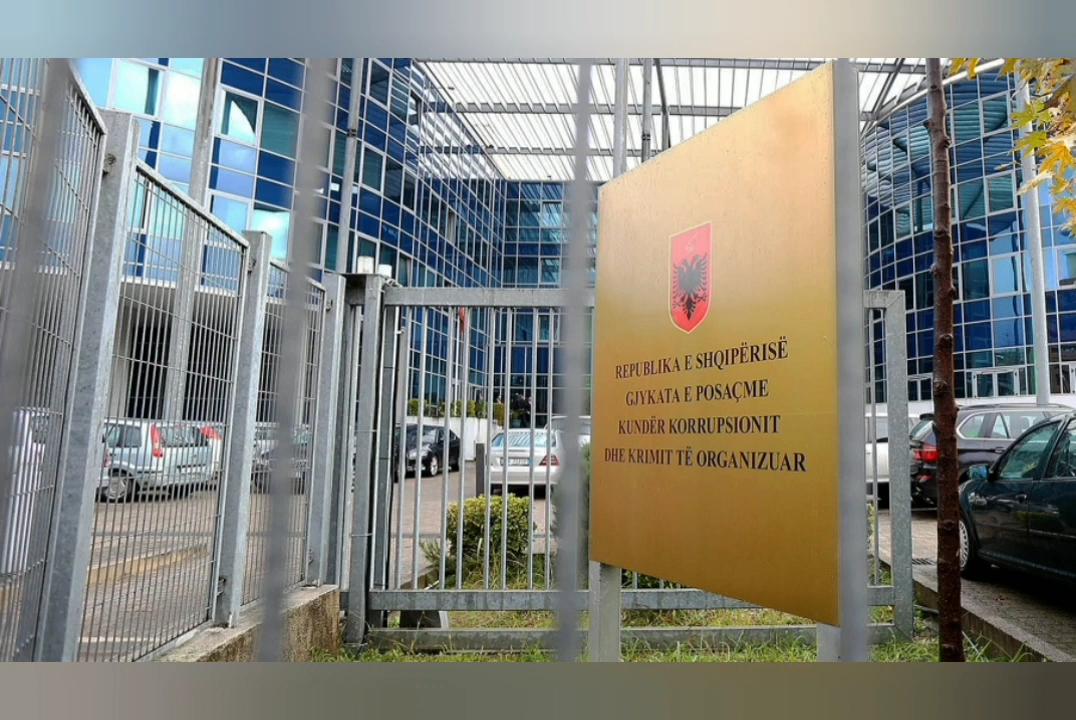 REPUBLIKA E SHQIPËRISË
GJYKATA E POSAÇME
KUNDËR KORRUPSIONIT
DHE KRIMIT TË ORGANIZUAR